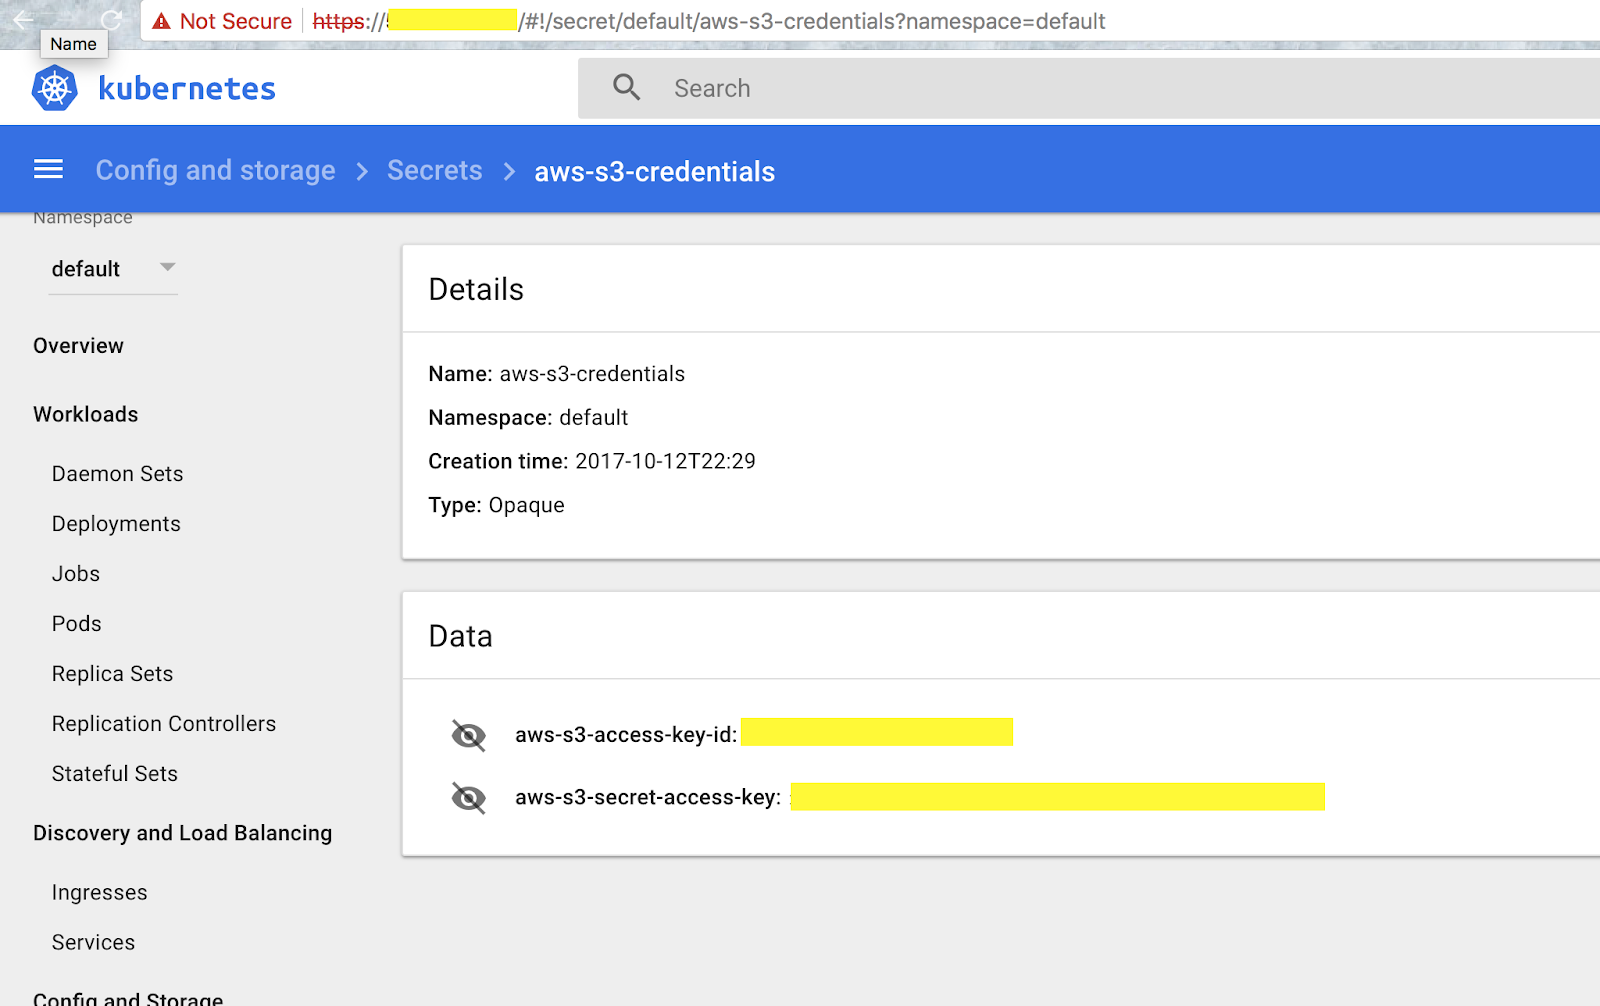 Not Secure https:// /#!/secret/default/aws-s3-credentials?namespace=default
Name
kubernetes
Search
Config and storage > Secrets > aws-s3-credentials
Namespace
default
Overview
Workloads
Daemon Sets
Deployments
Jobs
Pods
Replica Sets
Replication Controllers
Stateful Sets
Discovery and Load Balancing
Ingresses
Services
Config and Storage
Details
Name: aws-s3-credentials
Namespace: default
Creation time: 2017-10-12T22:29
Type: Opaque
Data
aws-s3-access-key-id:
aws-s3-secret-access-key: